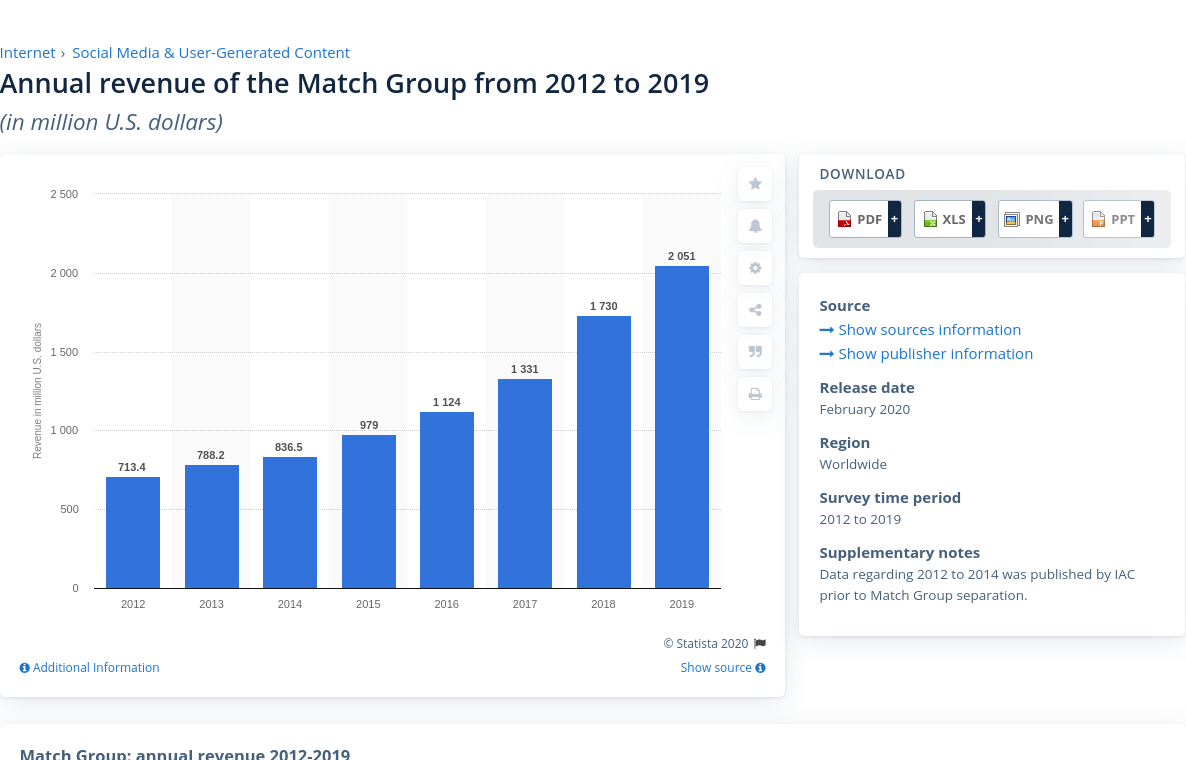 Internet › Social Media & User-Generated Content
Annual revenue of the Match Group from 2012 to 2019
(in million U.S. dollars)
Revenue in million U.S. dollars
2 500
2 000
1 500
1 000
500
0
713.4
788.2
836.5
979
1 124
1 331
1 730
2 051
2012 2013 2014 2015 2016 2017 2018 2019
© Statista 2020
Additional Information
Show source
DOWNLOAD
PDF + XLS + PNG + PPT +
Source
Show sources information
Show publisher information
Release date
February 2020
Region
Worldwide
Survey time period
2012 to 2019
Supplementary notes
Data regarding 2012 to 2014 was published by IAC
prior to Match Group separation.
Match Group: annual revenue 2012-2019